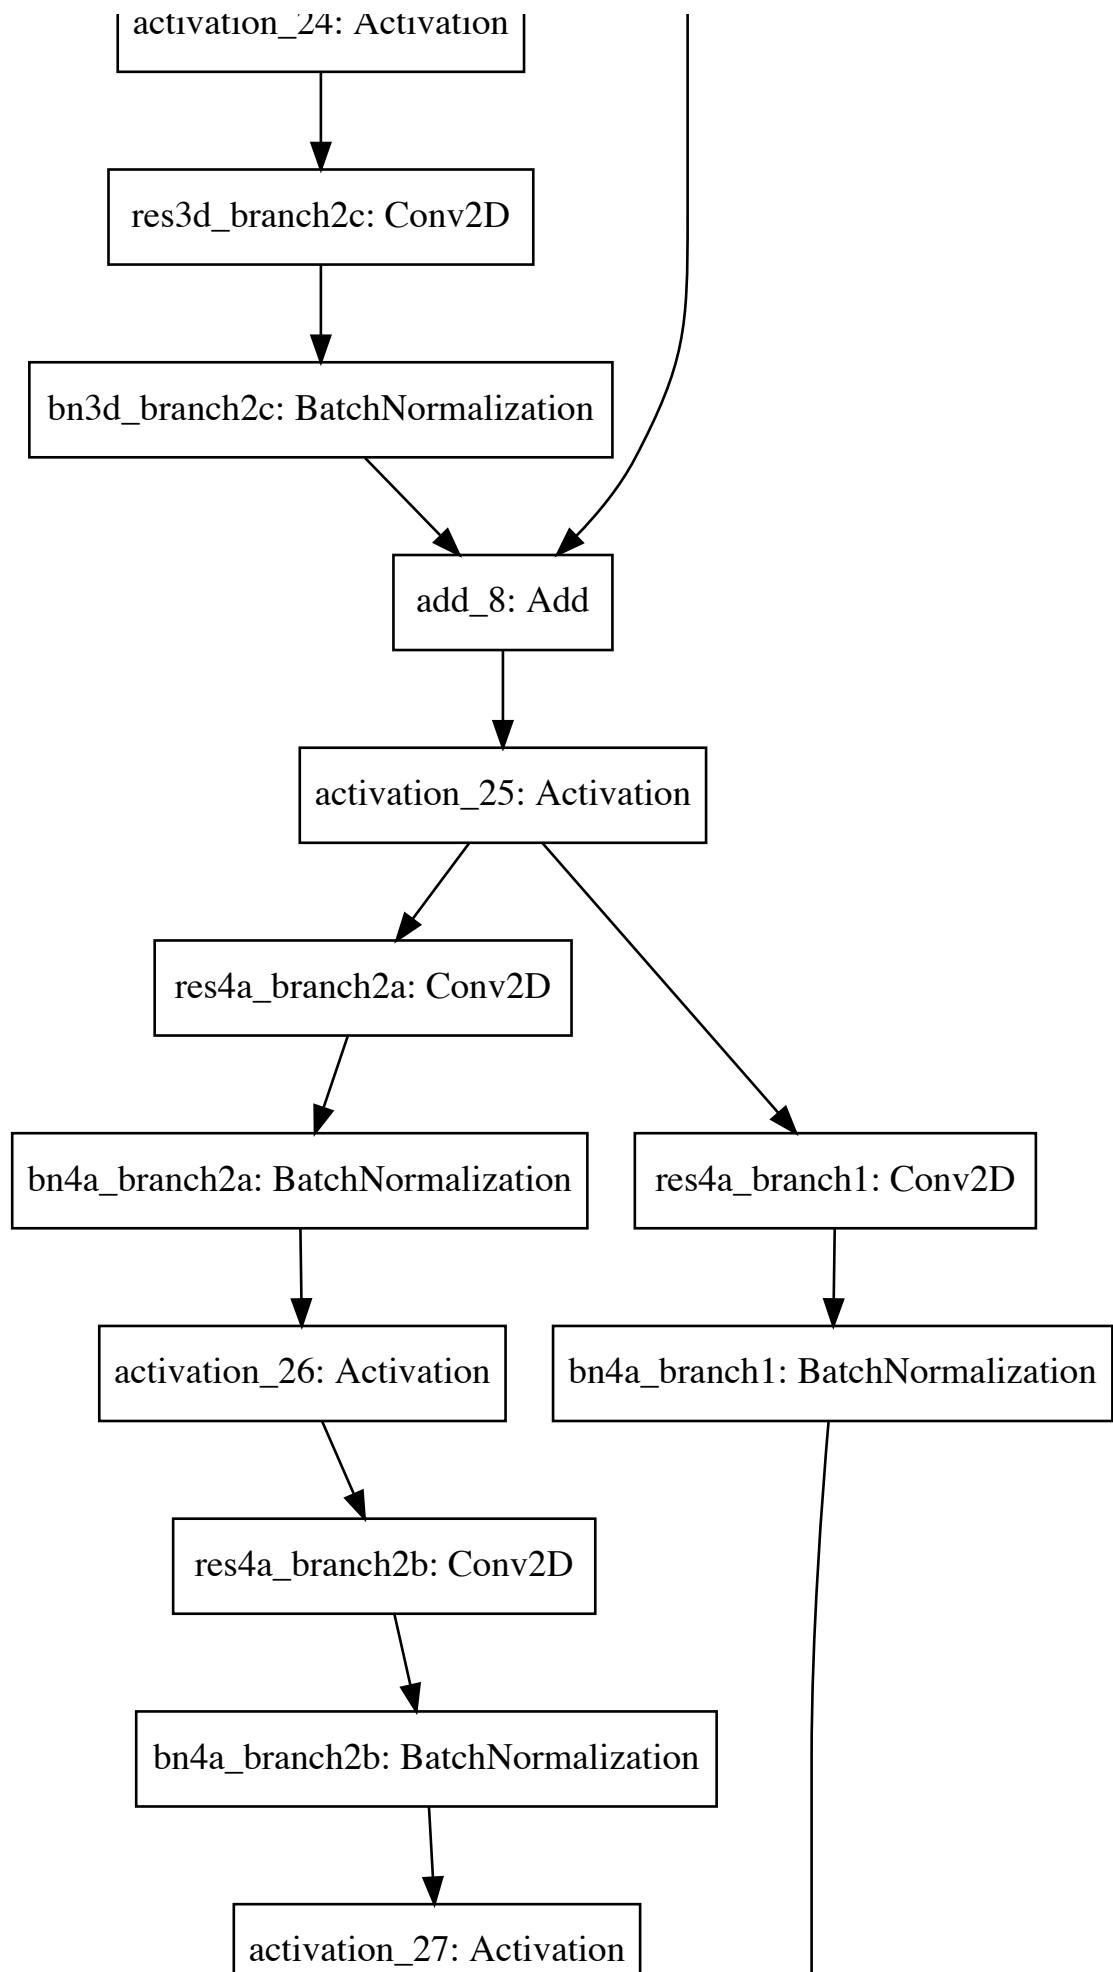 activation_24: Activation
res3d_branch2c: Conv2D
bn3d_branch2c: BatchNormalization
add_8: Add
activation_25: Activation
res4a_branch2a: Conv2D
bn4a_branch2a: BatchNormalization
res4a_branch1: Conv2D
activation_26: Activation
bn4a_branch1: BatchNormalization
res4a_branch2b: Conv2D
bn4a_branch2b: BatchNormalization
activation_27: Activation